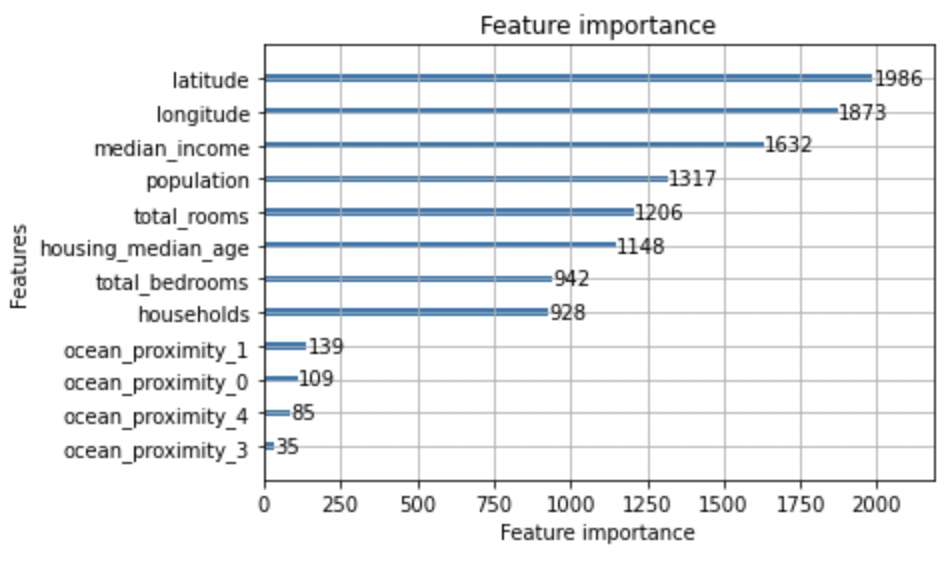 Feature importance
latitude 1986
longitude 1873
median_income 1632
population 1317
total_rooms 1206
housing_median_age 1148
total_bedrooms 942
households 928
ocean_proximity_1 139
ocean_proximity_0 109
ocean_proximity_4 85
ocean_proximity_3 35
Features
0 250 500 750 1000 1250 1500 1750 2000
Feature importance